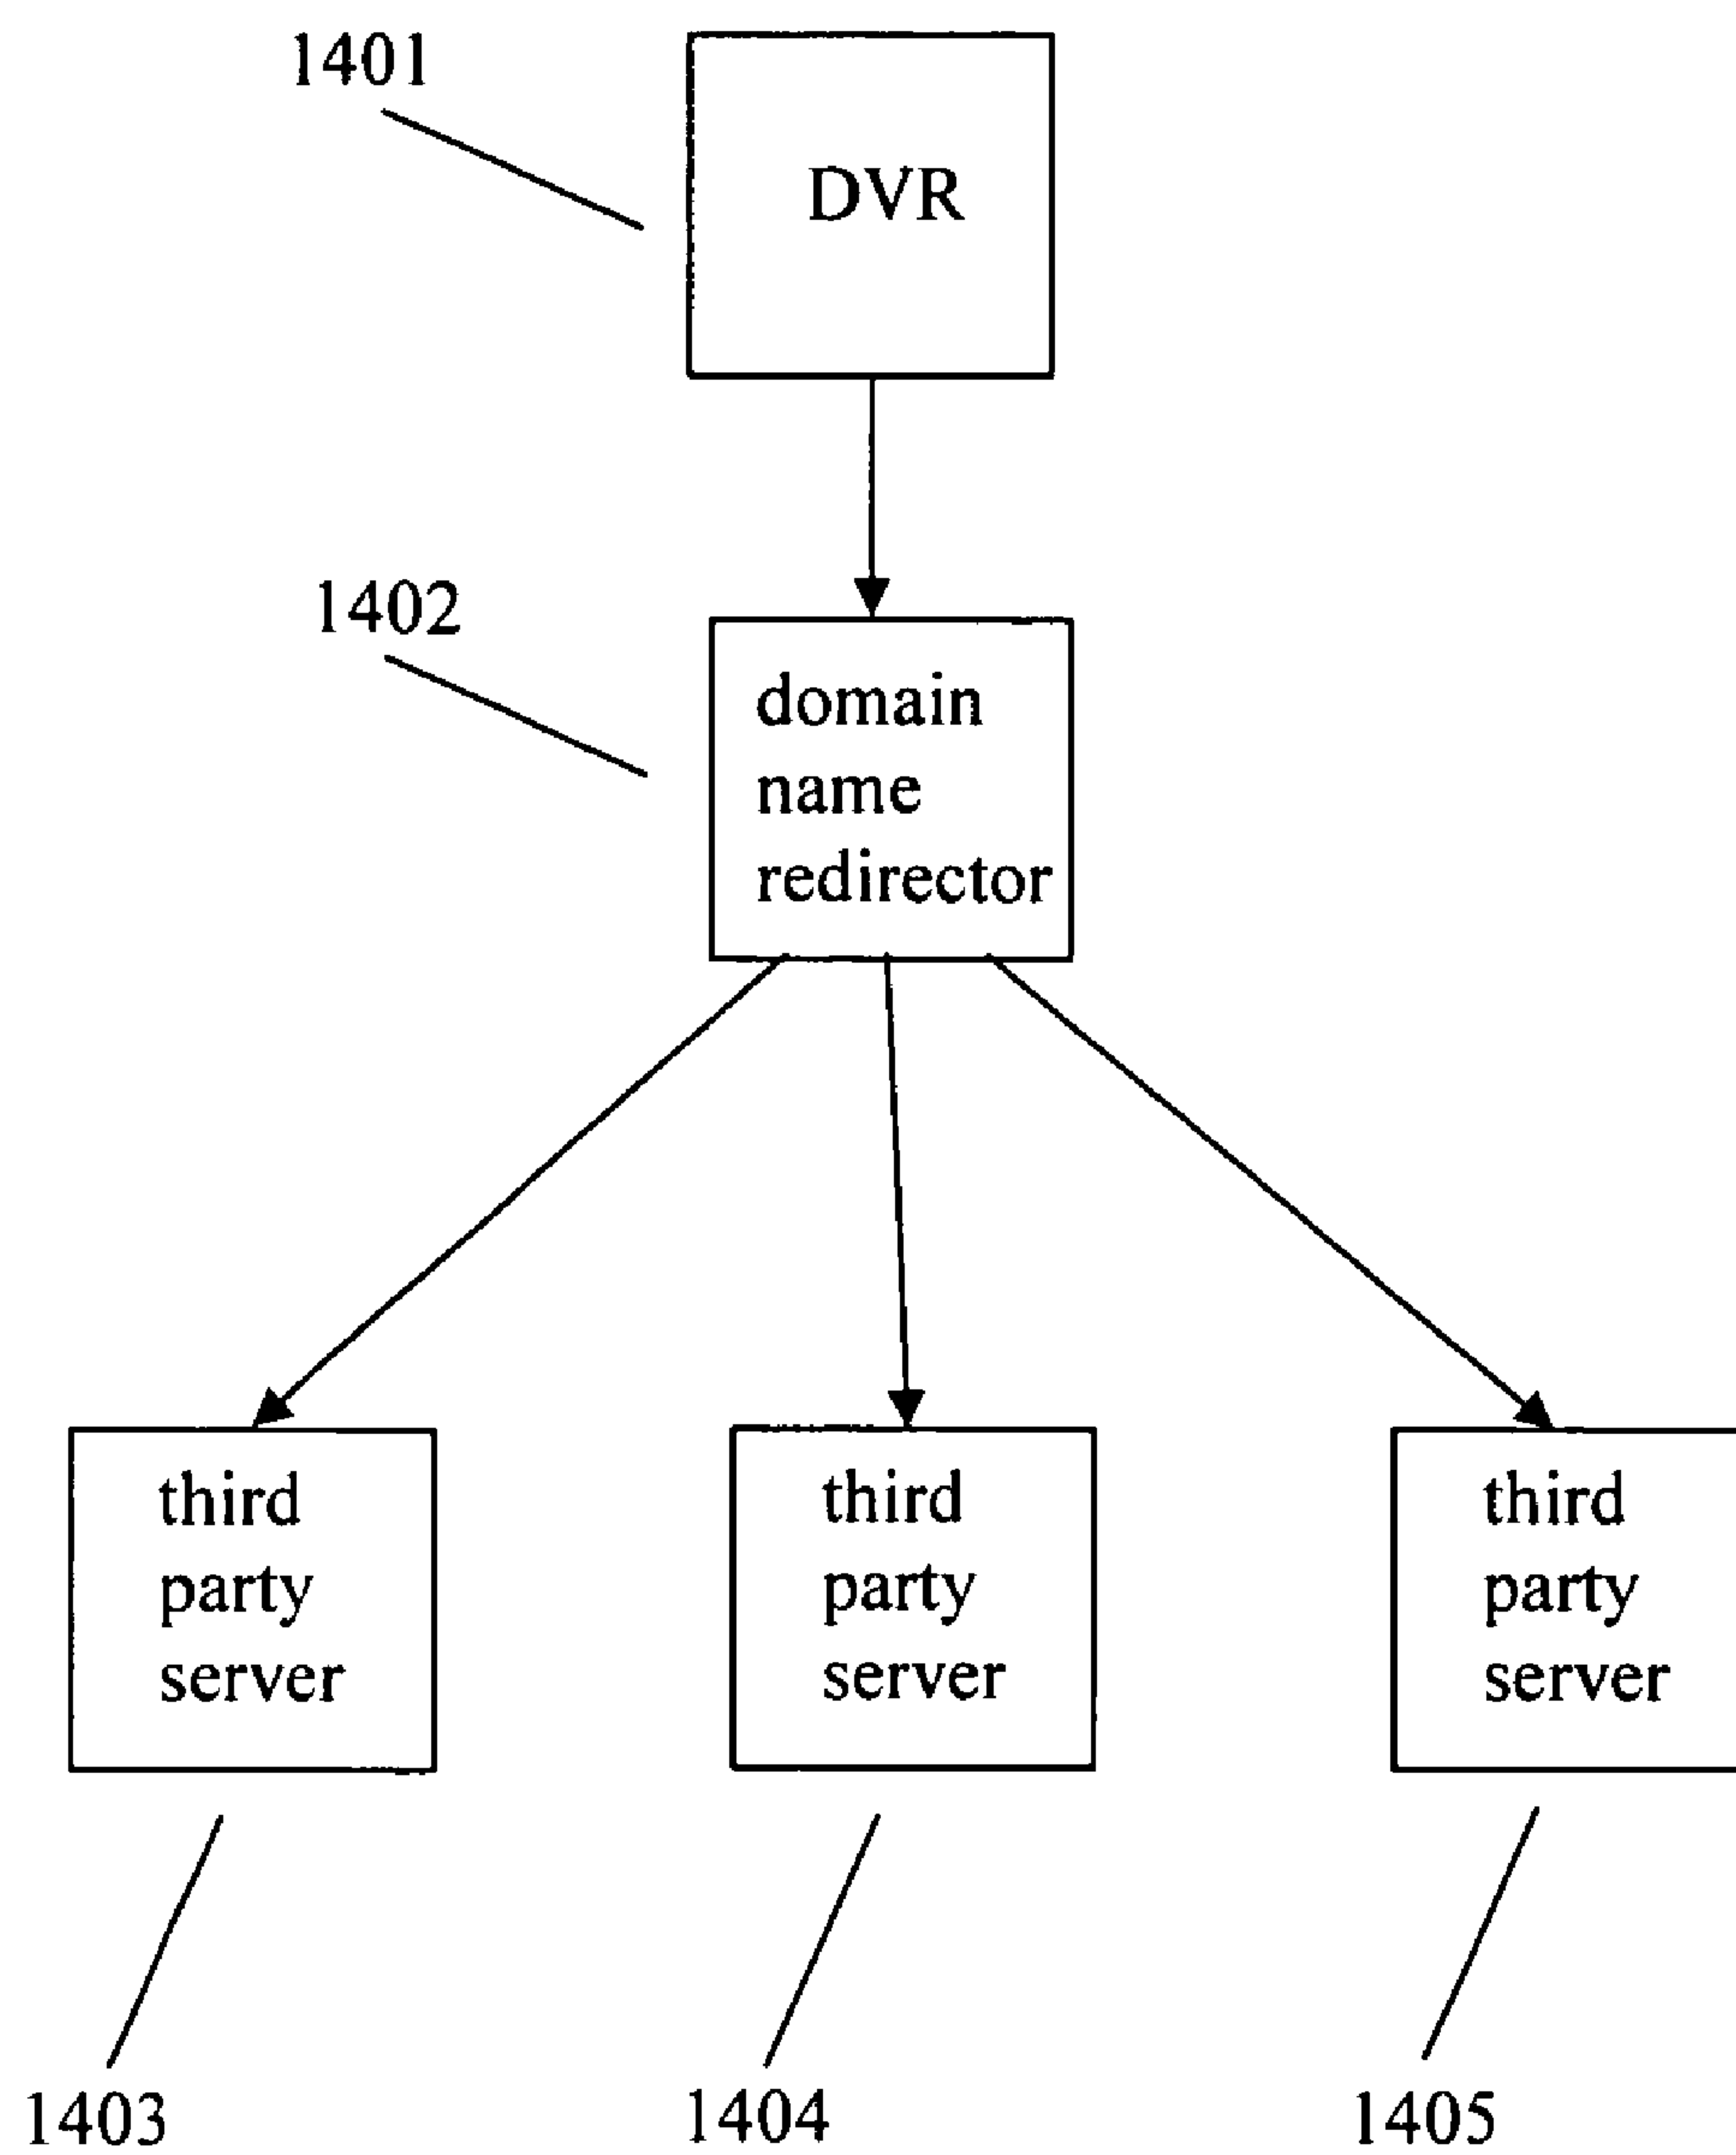 1401
DVR
1402
domain
name
redirector
third
party
server
third
party
server
third
party
server
1403
1404
1405